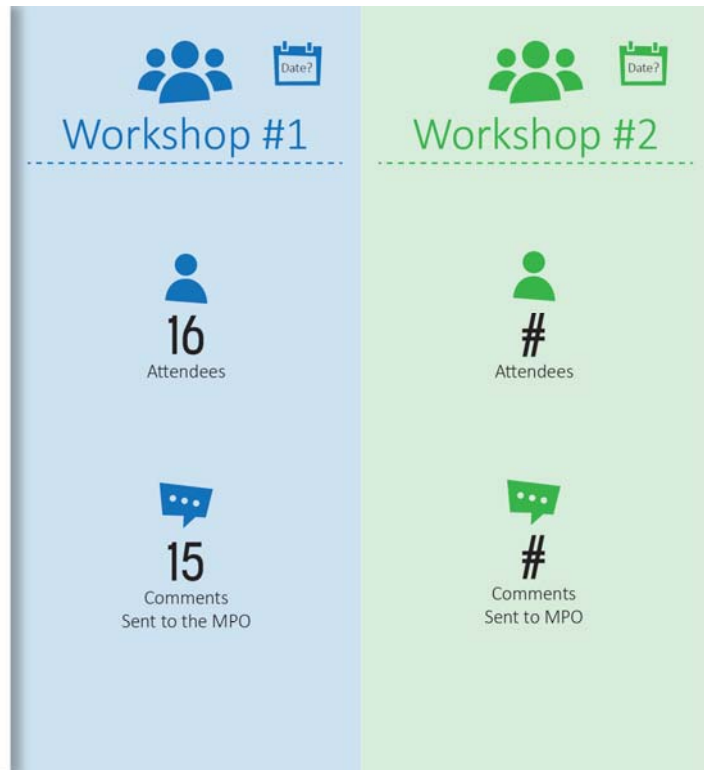 Date?
Workshop #1
16
Attendees
15
Comments
Sent to the MPO
Date?
Workshop #2
#
Attendees
#
Comments
Sent to MPO